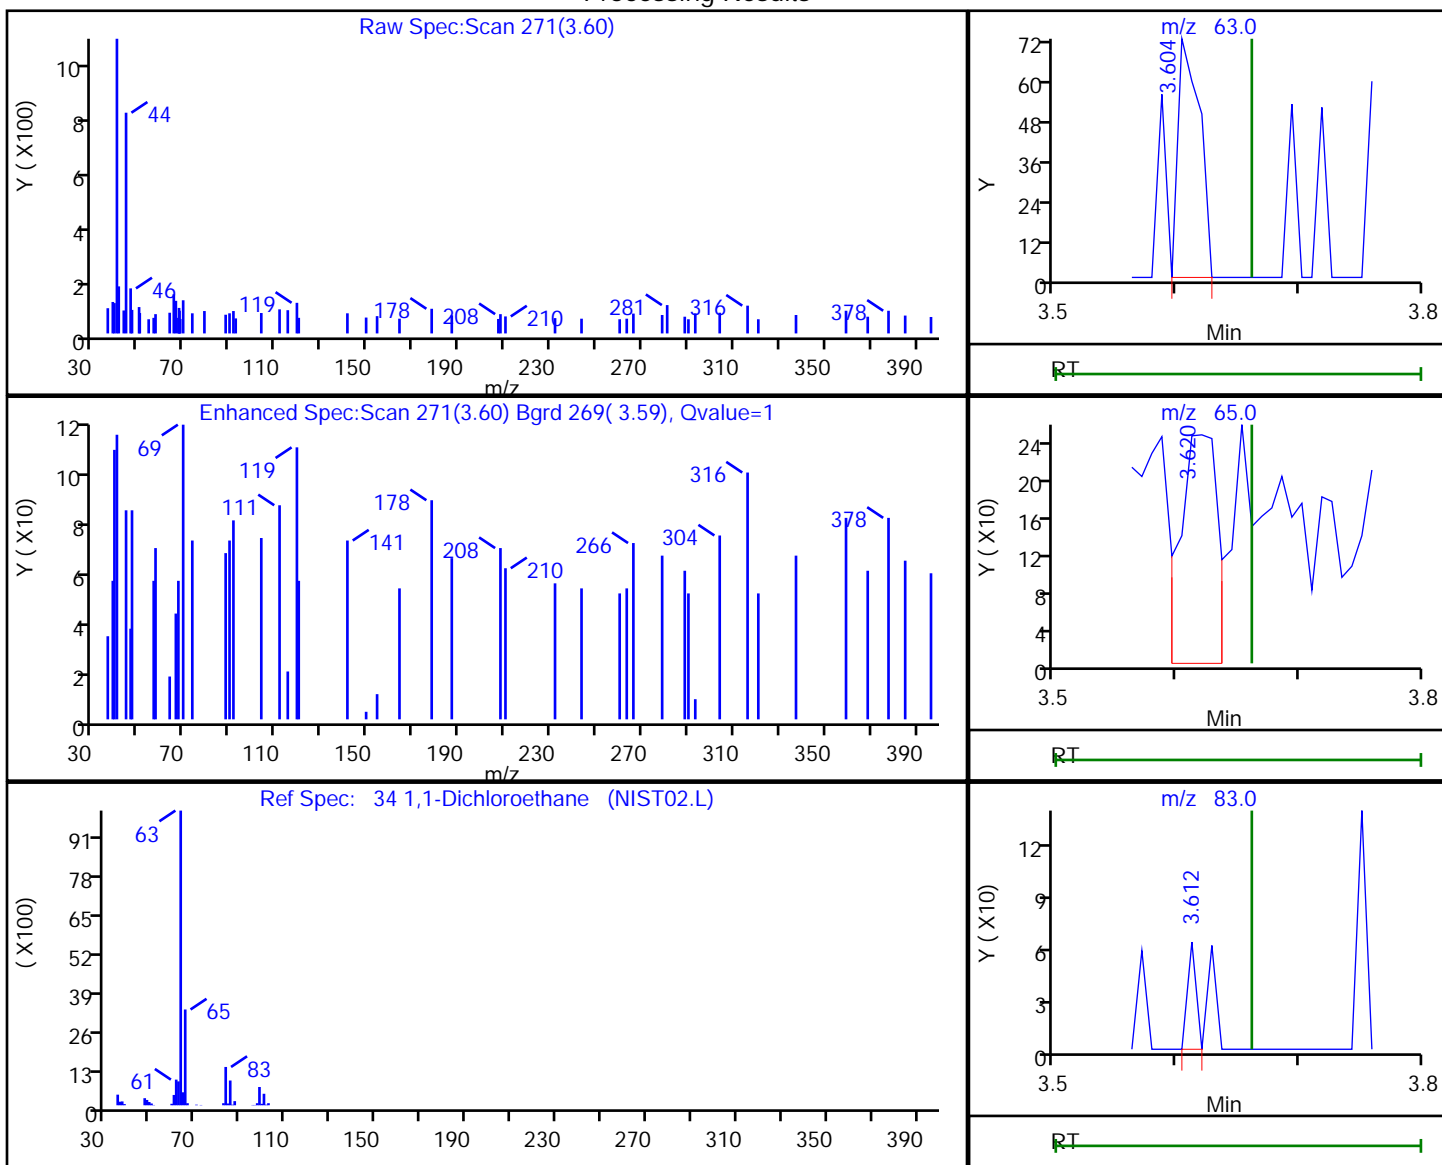 Processing Results
Raw Spec:Scan 271(3.60)
Y ( X100)
10
8
6
4
2
0
44
46
119
178
208
210
281
316
378
30 70 110 150 190 230 270 310 350 390
m/z
m/z 63.0
Y
72
60
48
36
24
12
0
3.604
3.5 3.8
Min
RT
Enhanced Spec:Scan 271(3.60) Bgrd 269( 3.59), Qvalue=1
Y ( X10)
12
10
8
6
4
2
0
69
119
111
178
141
208
210
266
304
316
378
30 70 110 150 190 230 270 310 350 390
m/z
m/z 65.0
Y ( X10)
24
20
16
12
8
4
0
3.620
3.5 3.8
Min
RT
Ref Spec: 34 1,1-Dichloroethane (NIST02.L)
( X100)
91
78
65
52
39
26
13
0
63
65
61
83
30 70 110 150 190 230 270 310 350 390
m/z 83.0
Y ( X10)
12
9
6
3
0
3.612
3.5 3.8
Min
RT